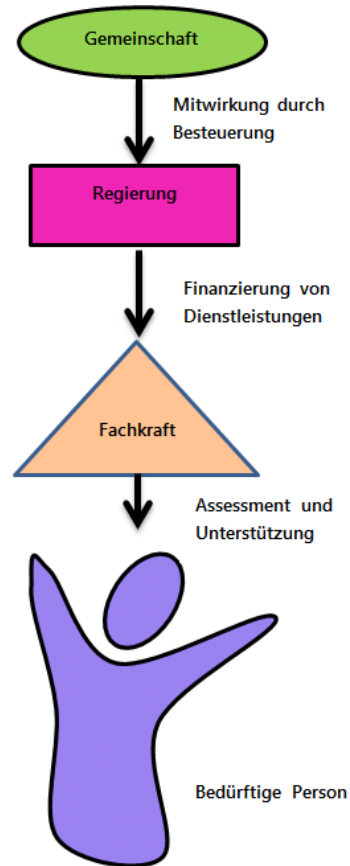 Gemeinschaft
Mitwirkung durch
Besteuerung
Regierung
Finanzierung von
Dienstleistungen
Fachkraft
Assessment und
Unterstützung
Bedürftige Person